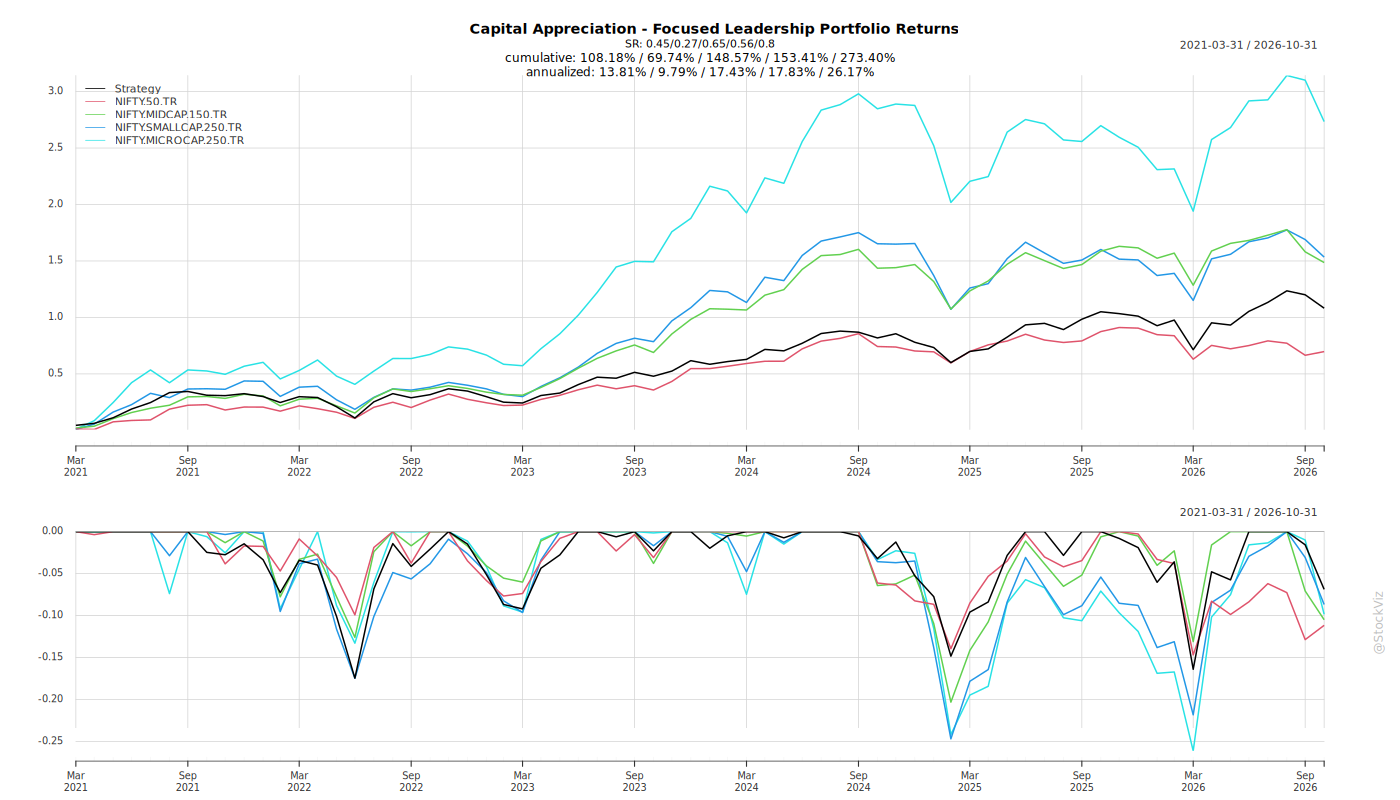 Capital Appreciation - Focused Leadership Portfolio Returns
SR: 0.45/0.27/0.65/0.56/0.8
cumulative: 108.18% / 69.74% / 148.57% / 153.41% / 273.40%
annualized: 13.81% / 9.79% / 17.43% / 17.83% / 26.17%
2021-03-31 / 2026-10-31
Strategy
NIFTY.50.TR
NIFTY.MIDCAP.150.TR
NIFTY.SMALLCAP.250.TR
NIFTY.MICROCAP.250.TR
3.0
2.5
2.0
1.5
1.0
0.5
Mar Sep Mar Sep Mar Sep Mar Sep Mar Sep Mar Sep
2021 2021 2022 2022 2023 2023 2024 2024 2025 2025 2026 2026
2021-03-31 / 2026-10-31
0.00
-0.05
-0.10
-0.15
-0.20
-0.25
Mar Sep Mar Sep Mar Sep Mar Sep Mar Sep Mar Sep
2021 2021 2022 2022 2023 2023 2024 2024 2025 2025 2026 2026
@StockViz